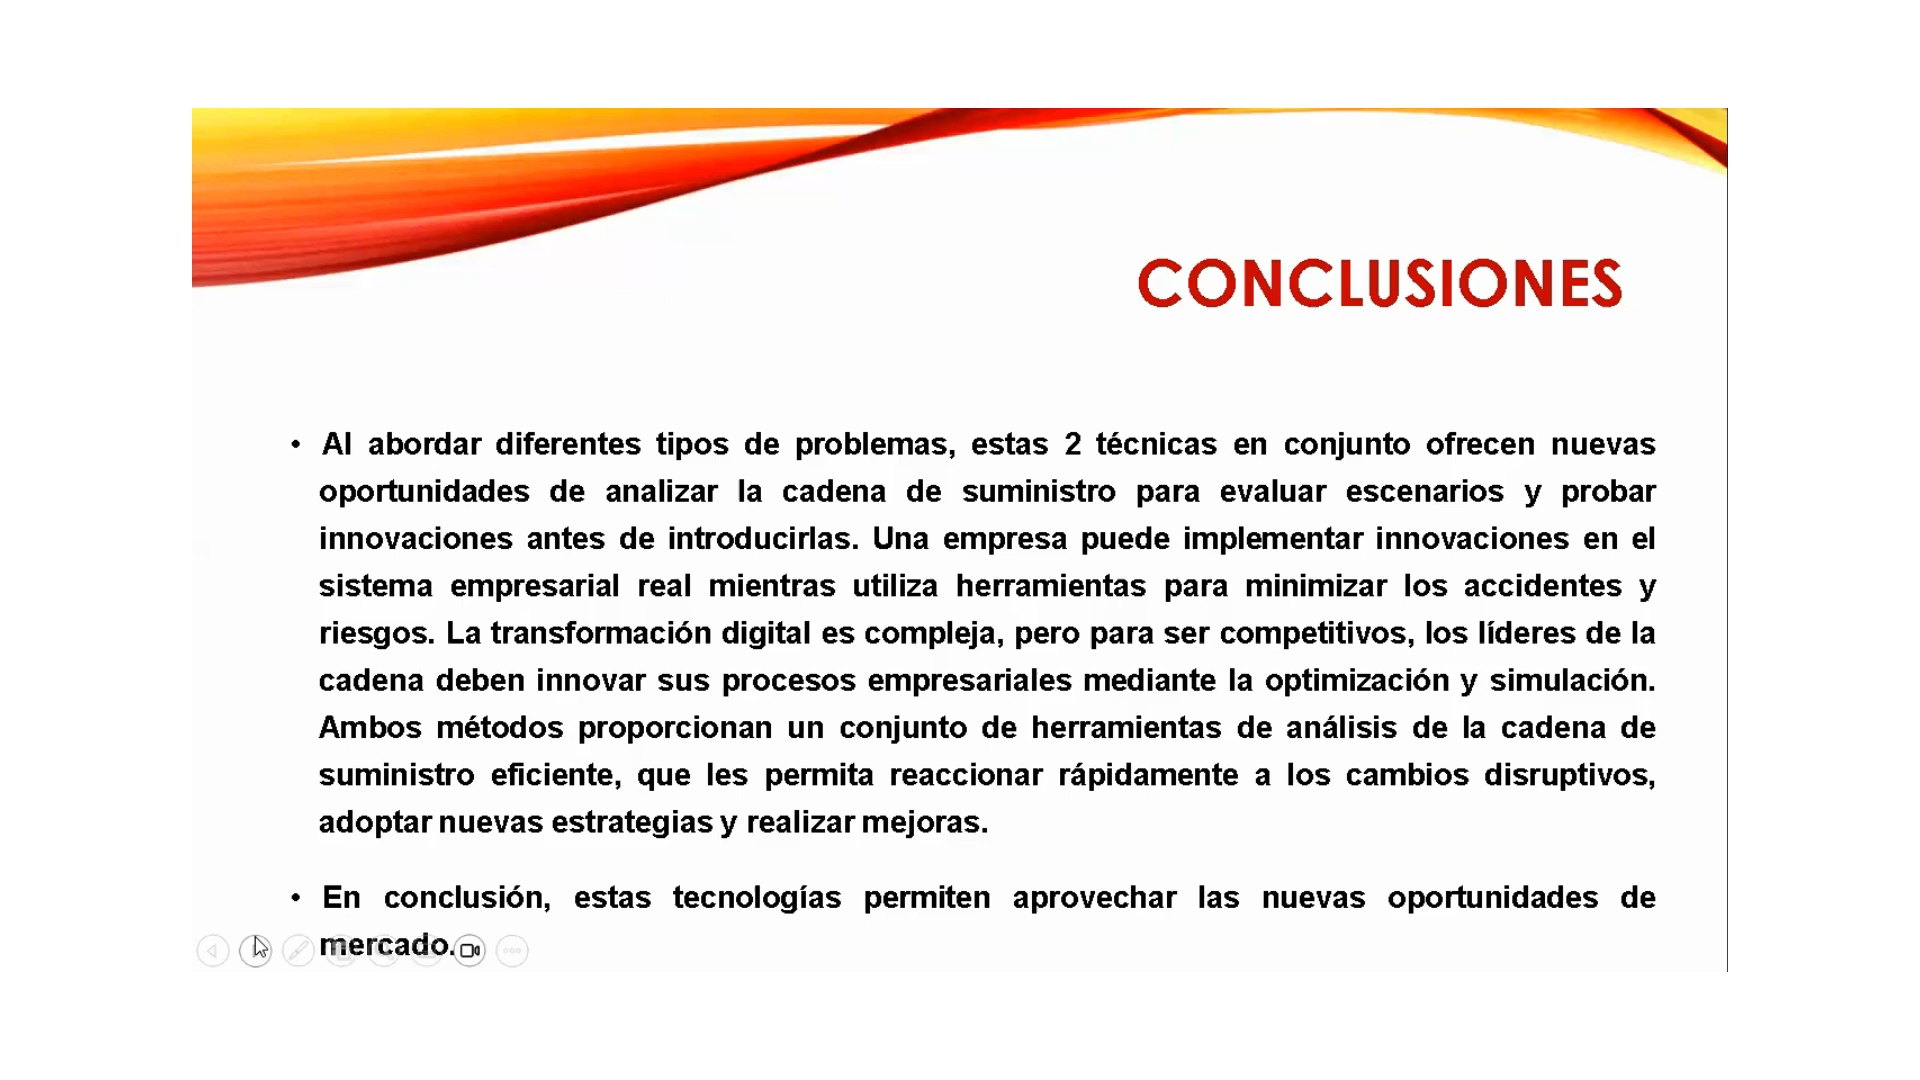 CONCLUSIONES
• Al abordar diferentes tipos de problemas, estas 2 técnicas en conjunto ofrecen nuevas
oportunidades de analizar la cadena de suministro para evaluar escenarios y probar
innovaciones antes de introducirlas. Una empresa puede implementar innovaciones en el
sistema empresarial real mientras utiliza herramientas para minimizar los accidentes y
riesgos. La transformación digital es compleja, pero para ser competitivos, los líderes de la
cadena deben innovar sus procesos empresariales mediante la optimización y simulación.
Ambos métodos proporcionan un conjunto de herramientas de análisis de la cadena de
suministro eficiente, que les permita reaccionar rápidamente a los cambios disruptivos,
adoptar nuevas estrategias y realizar mejoras.
• En conclusión, estas tecnologías permiten aprovechar las nuevas oportunidades de
mercado.